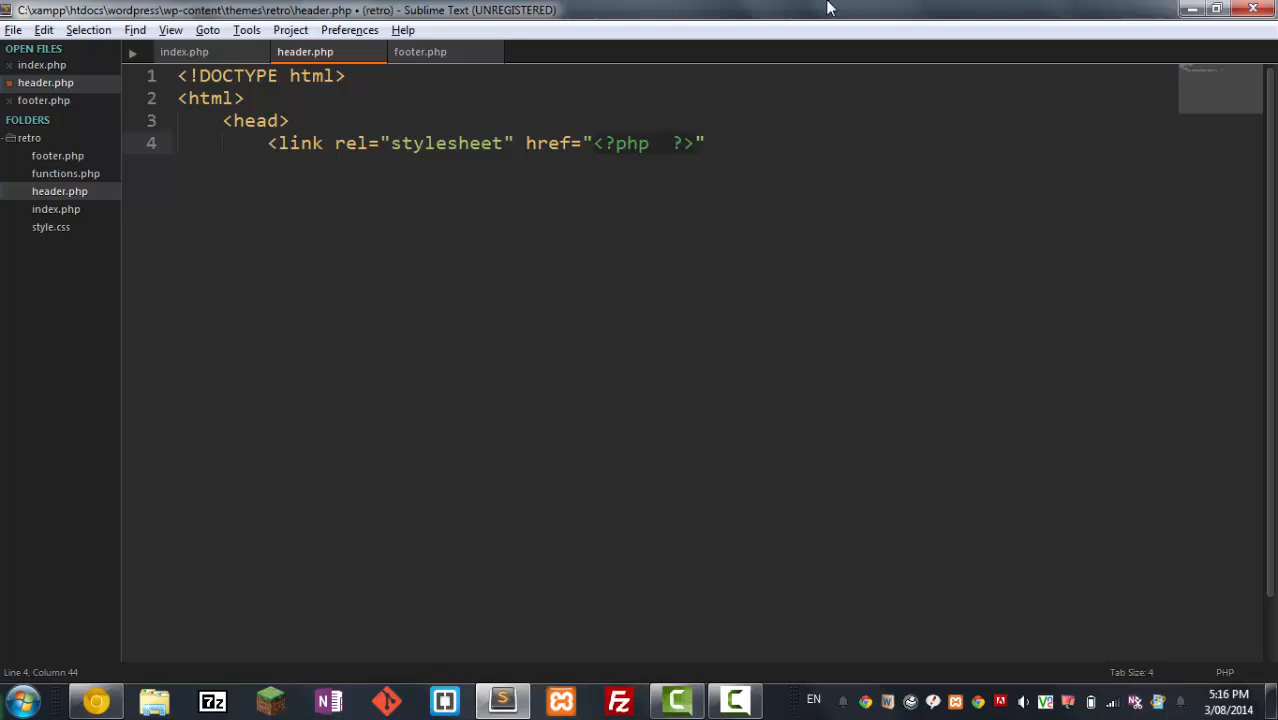 C:\xampp\htdocs\wordpress\wp-content\themes\retro\header.php • (retro) - Sublime Text (UNREGISTERED)
File Edit Selection Find View Goto Tools Project Preferences Help
OPEN FILES
index.php
header.php
footer.php
FOLDERS
retro
footer.php
functions.php
header.php
index.php
style.css
index.php header.php footer.php
1 <!DOCTYPE html>
2 <html>
3 <head>
4 <link rel="stylesheet" href="<?php  ?>"
Line 4, Column 44 Tab Size: 4 PHP
7z N S Fz C C EN
5:16 PM
3/08/2014